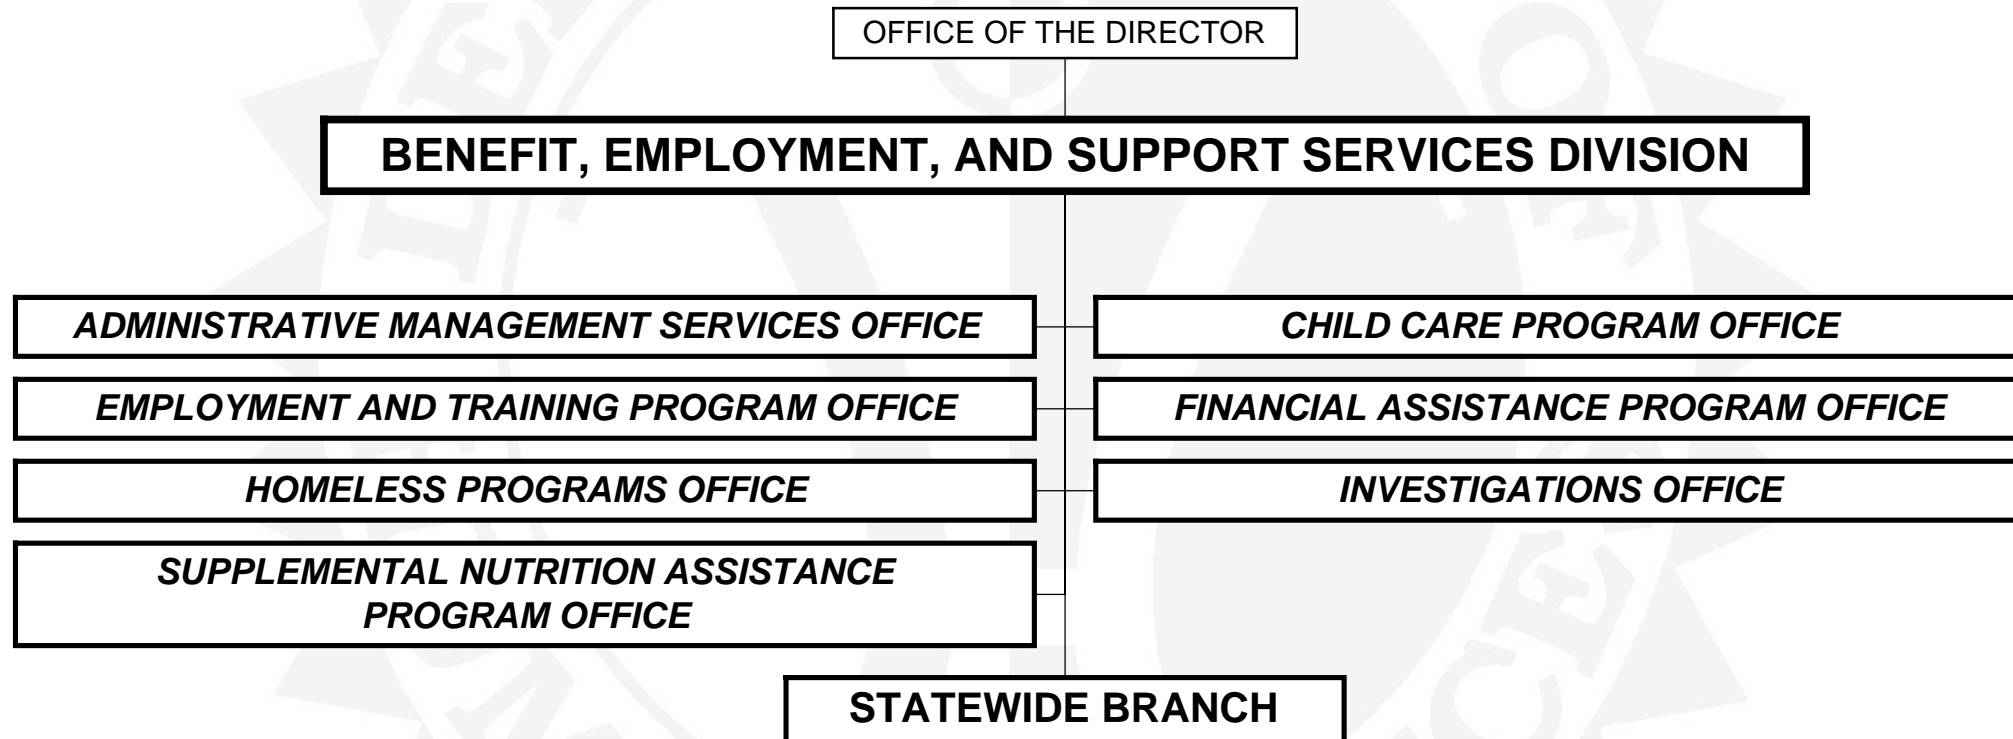 OFFICE OF THE DIRECTOR
BENEFIT, EMPLOYMENT, AND SUPPORT SERVICES DIVISION
ADMINISTRATIVE MANAGEMENT SERVICES OFFICE
CHILD CARE PROGRAM OFFICE
EMPLOYMENT AND TRAINING PROGRAM OFFICE
FINANCIAL ASSISTANCE PROGRAM OFFICE
HOMELESS PROGRAMS OFFICE
INVESTIGATIONS OFFICE
SUPPLEMENTAL NUTRITION ASSISTANCE
PROGRAM OFFICE
STATEWIDE BRANCH